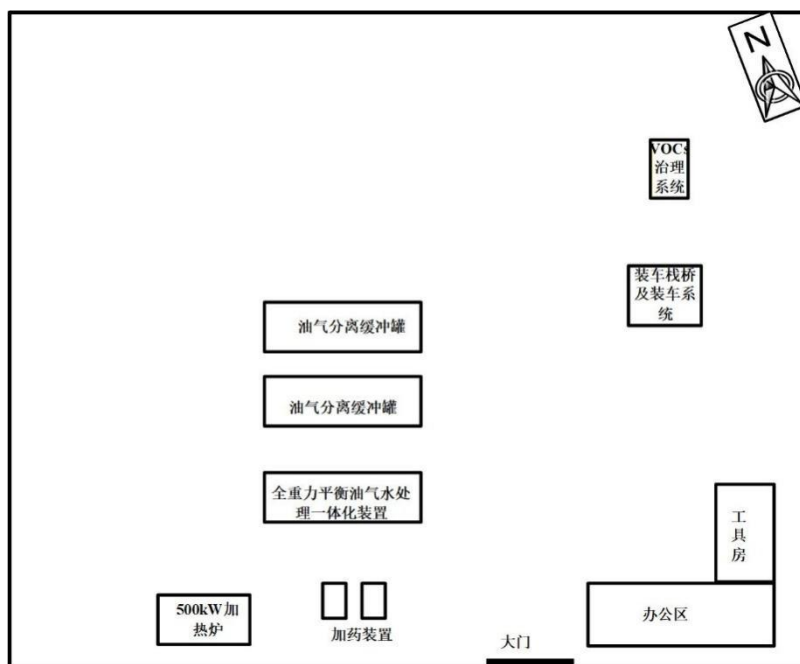 N
VOCs
治理
系统
装车栈桥
及装车系
统
油气分离缓冲罐
油气分离缓冲罐
全重力平衡油气水处
理一体化装置
工
具
房
500kW加
热炉
加药装置
办公区
大门